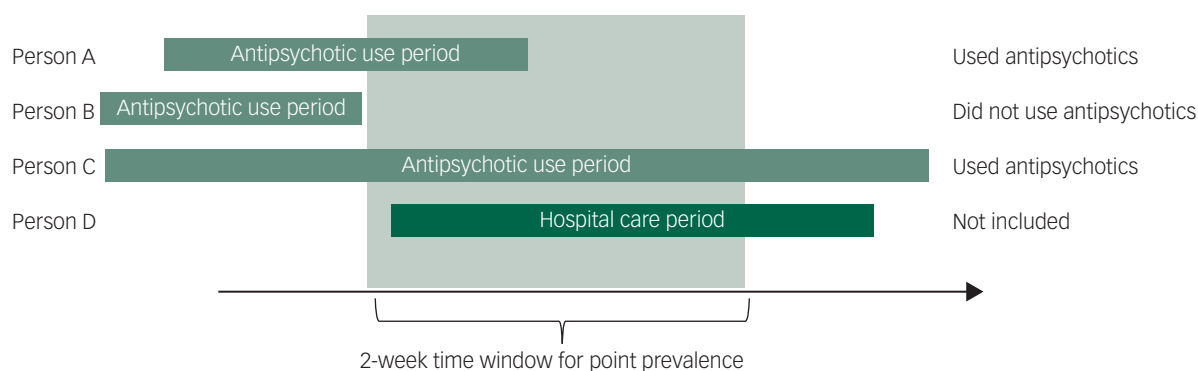 Person A Antipsychotic use period Used antipsychotics
Person B Antipsychotic use period Did not use antipsychotics
Person C Antipsychotic use period Used antipsychotics
Person D Hospital care period Not included
2-week time window for point prevalence